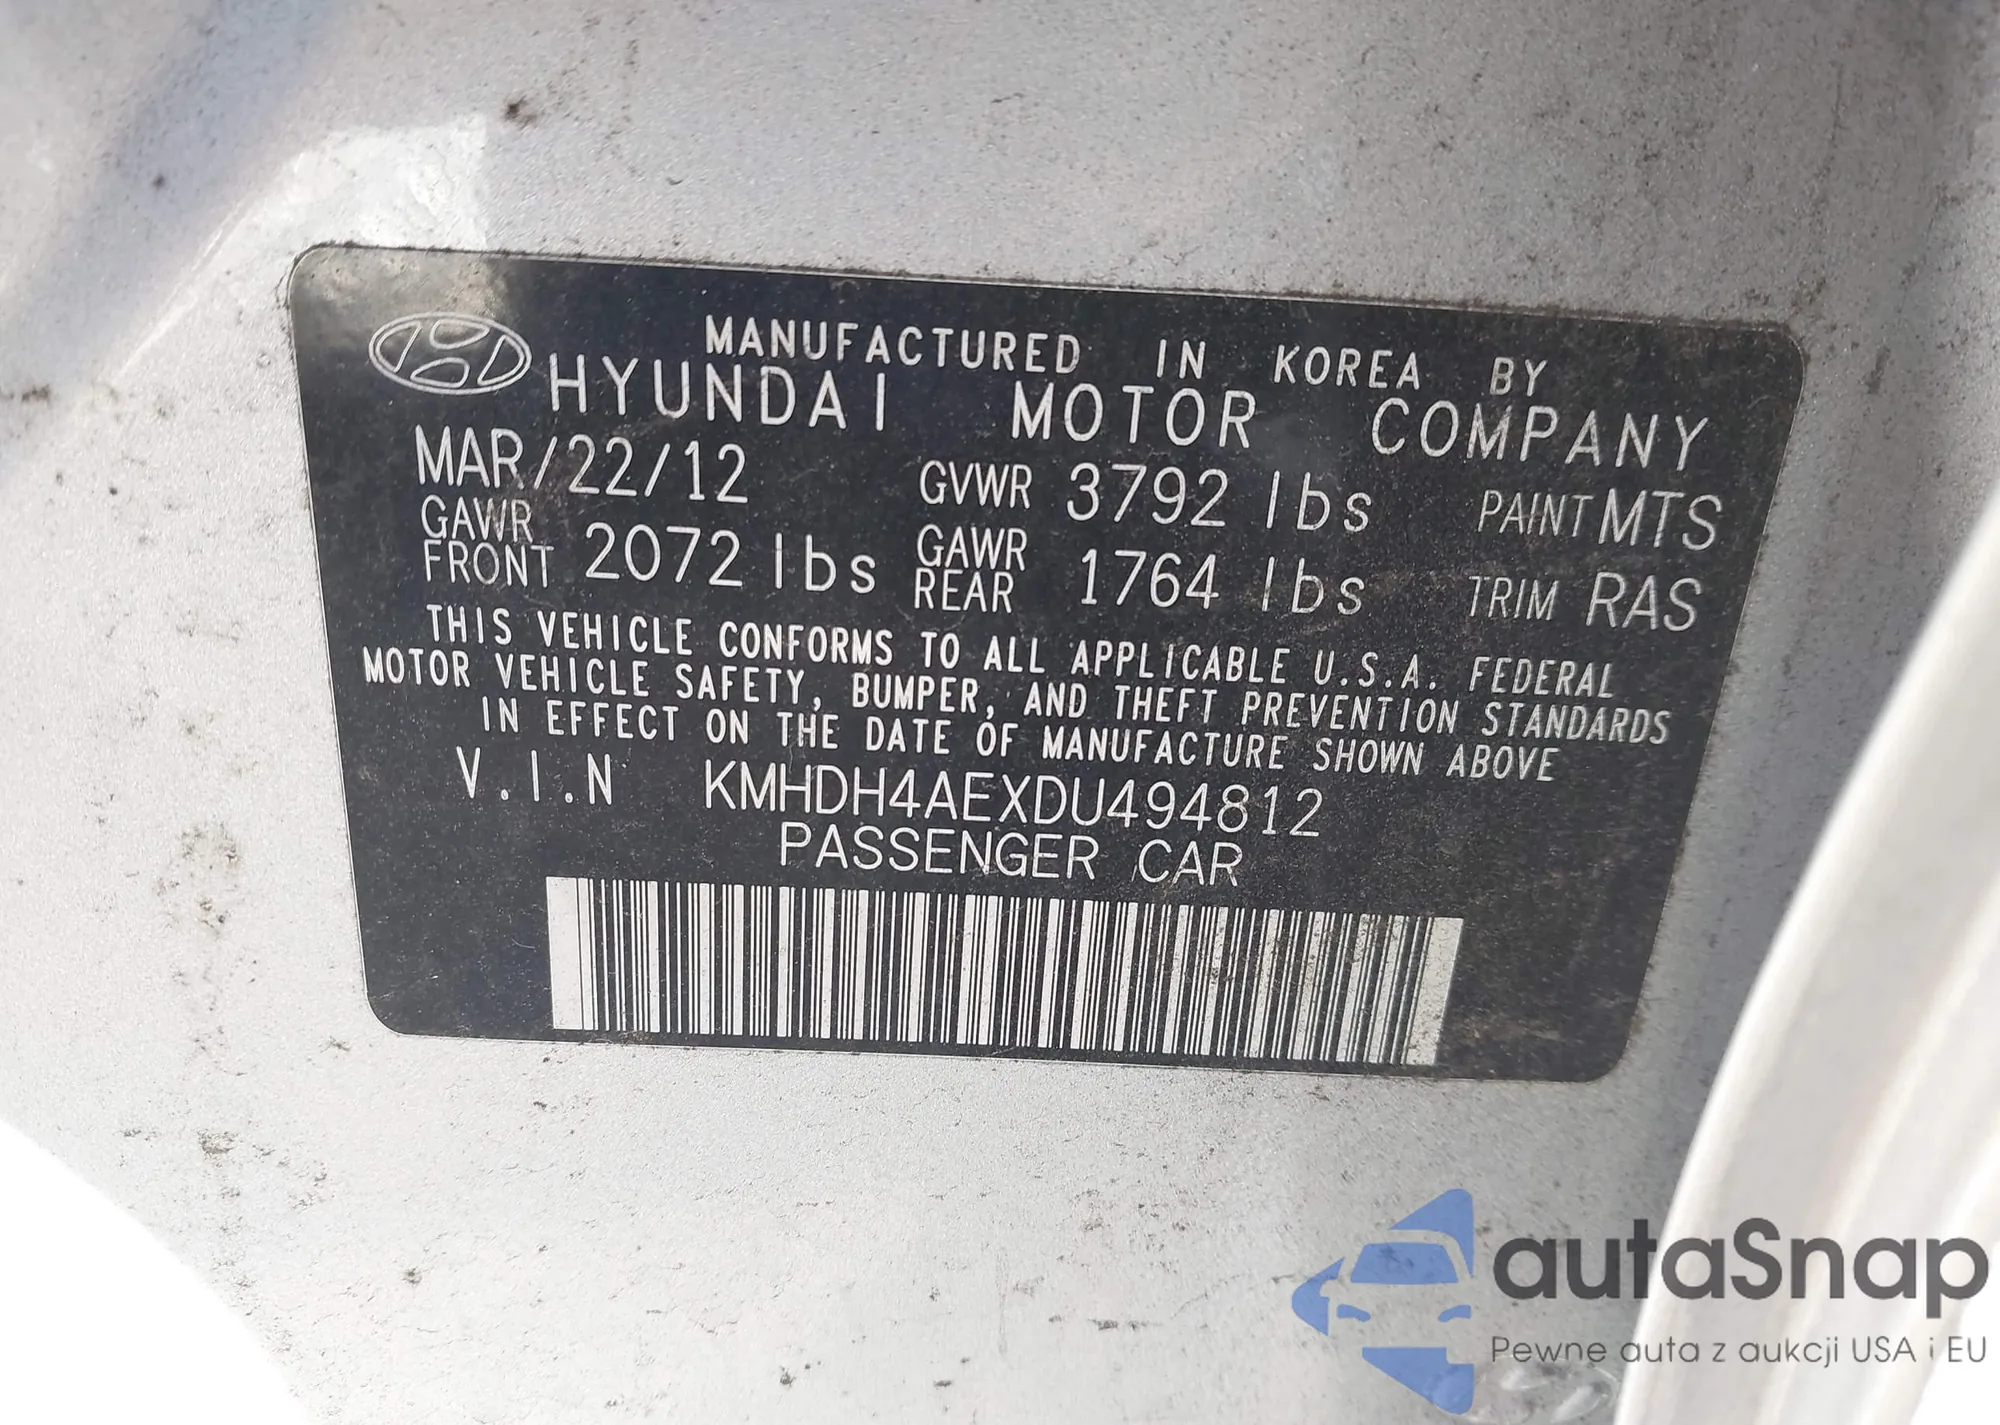 MANUFACTURED IN KOREA BY
HYUNDAI MOTOR COMPANY
MAR/22/12 GVWR 3792 lbs PAINT MTS
GAWR FRONT 2072 lbs GAWR REAR 1764 lbs TRIM RAS
THIS VEHICLE CONFORMS TO ALL APPLICABLE U.S.A. FEDERAL
MOTOR VEHICLE SAFETY, BUMPER, AND THEFT PREVENTION STANDARDS
IN EFFECT ON THE DATE OF MANUFACTURE SHOWN ABOVE
V.I.N KMHDH4AEXDU494812
PASSENGER CAR
autaSnap
Pewne auta z aukcji USA i EU